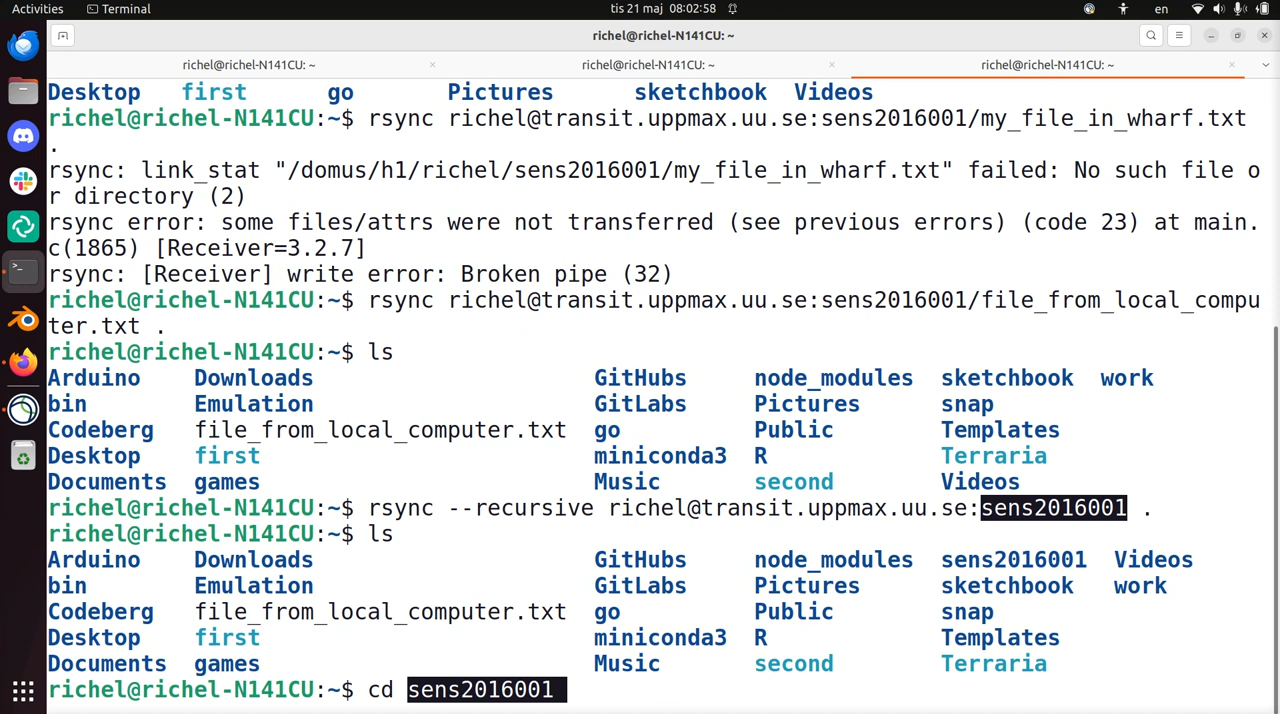 Activities Terminal tis 21 maj 08:02:58 en
richel@richel-N141CU: ~
richel@richel-N141CU: ~ richel@richel-N141CU: ~ richel@richel-N141CU: ~
Desktop first go Pictures sketchbook Videos
richel@richel-N141CU:~$ rsync richel@transit.uppmax.uu.se:sens2016001/my_file_in_wharf.txt
.
rsync: link_stat "/domus/h1/richel/sens2016001/my_file_in_wharf.txt" failed: No such file o
r directory (2)
rsync error: some files/attrs were not transferred (see previous errors) (code 23) at main.
c(1865) [Receiver=3.2.7]
rsync: [Receiver] write error: Broken pipe (32)
richel@richel-N141CU:~$ rsync richel@transit.uppmax.uu.se:sens2016001/file_from_local_compu
ter.txt .
richel@richel-N141CU:~$ ls
Arduino Downloads GitHubs node_modules sketchbook work
bin Emulation GitLabs Pictures snap
Codeberg file_from_local_computer.txt go Public Templates
Desktop first miniconda3 R Terraria
Documents games Music second Videos
richel@richel-N141CU:~$ rsync --recursive richel@transit.uppmax.uu.se:sens2016001 .
richel@richel-N141CU:~$ ls
Arduino Downloads GitHubs node_modules sens2016001 Videos
bin Emulation GitLabs Pictures sketchbook work
Codeberg file_from_local_computer.txt go Public snap
Desktop first miniconda3 R Templates
Documents games Music second Terraria
richel@richel-N141CU:~$ cd sens2016001